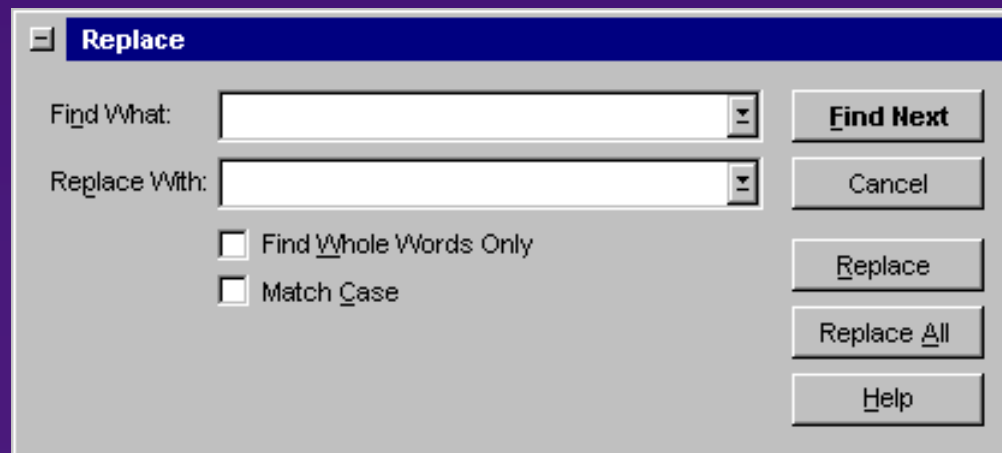 Replace
Find What:
Find Next
Replace With:
Cancel
Find Whole Words Only
Replace
Match Case
Replace All
Help